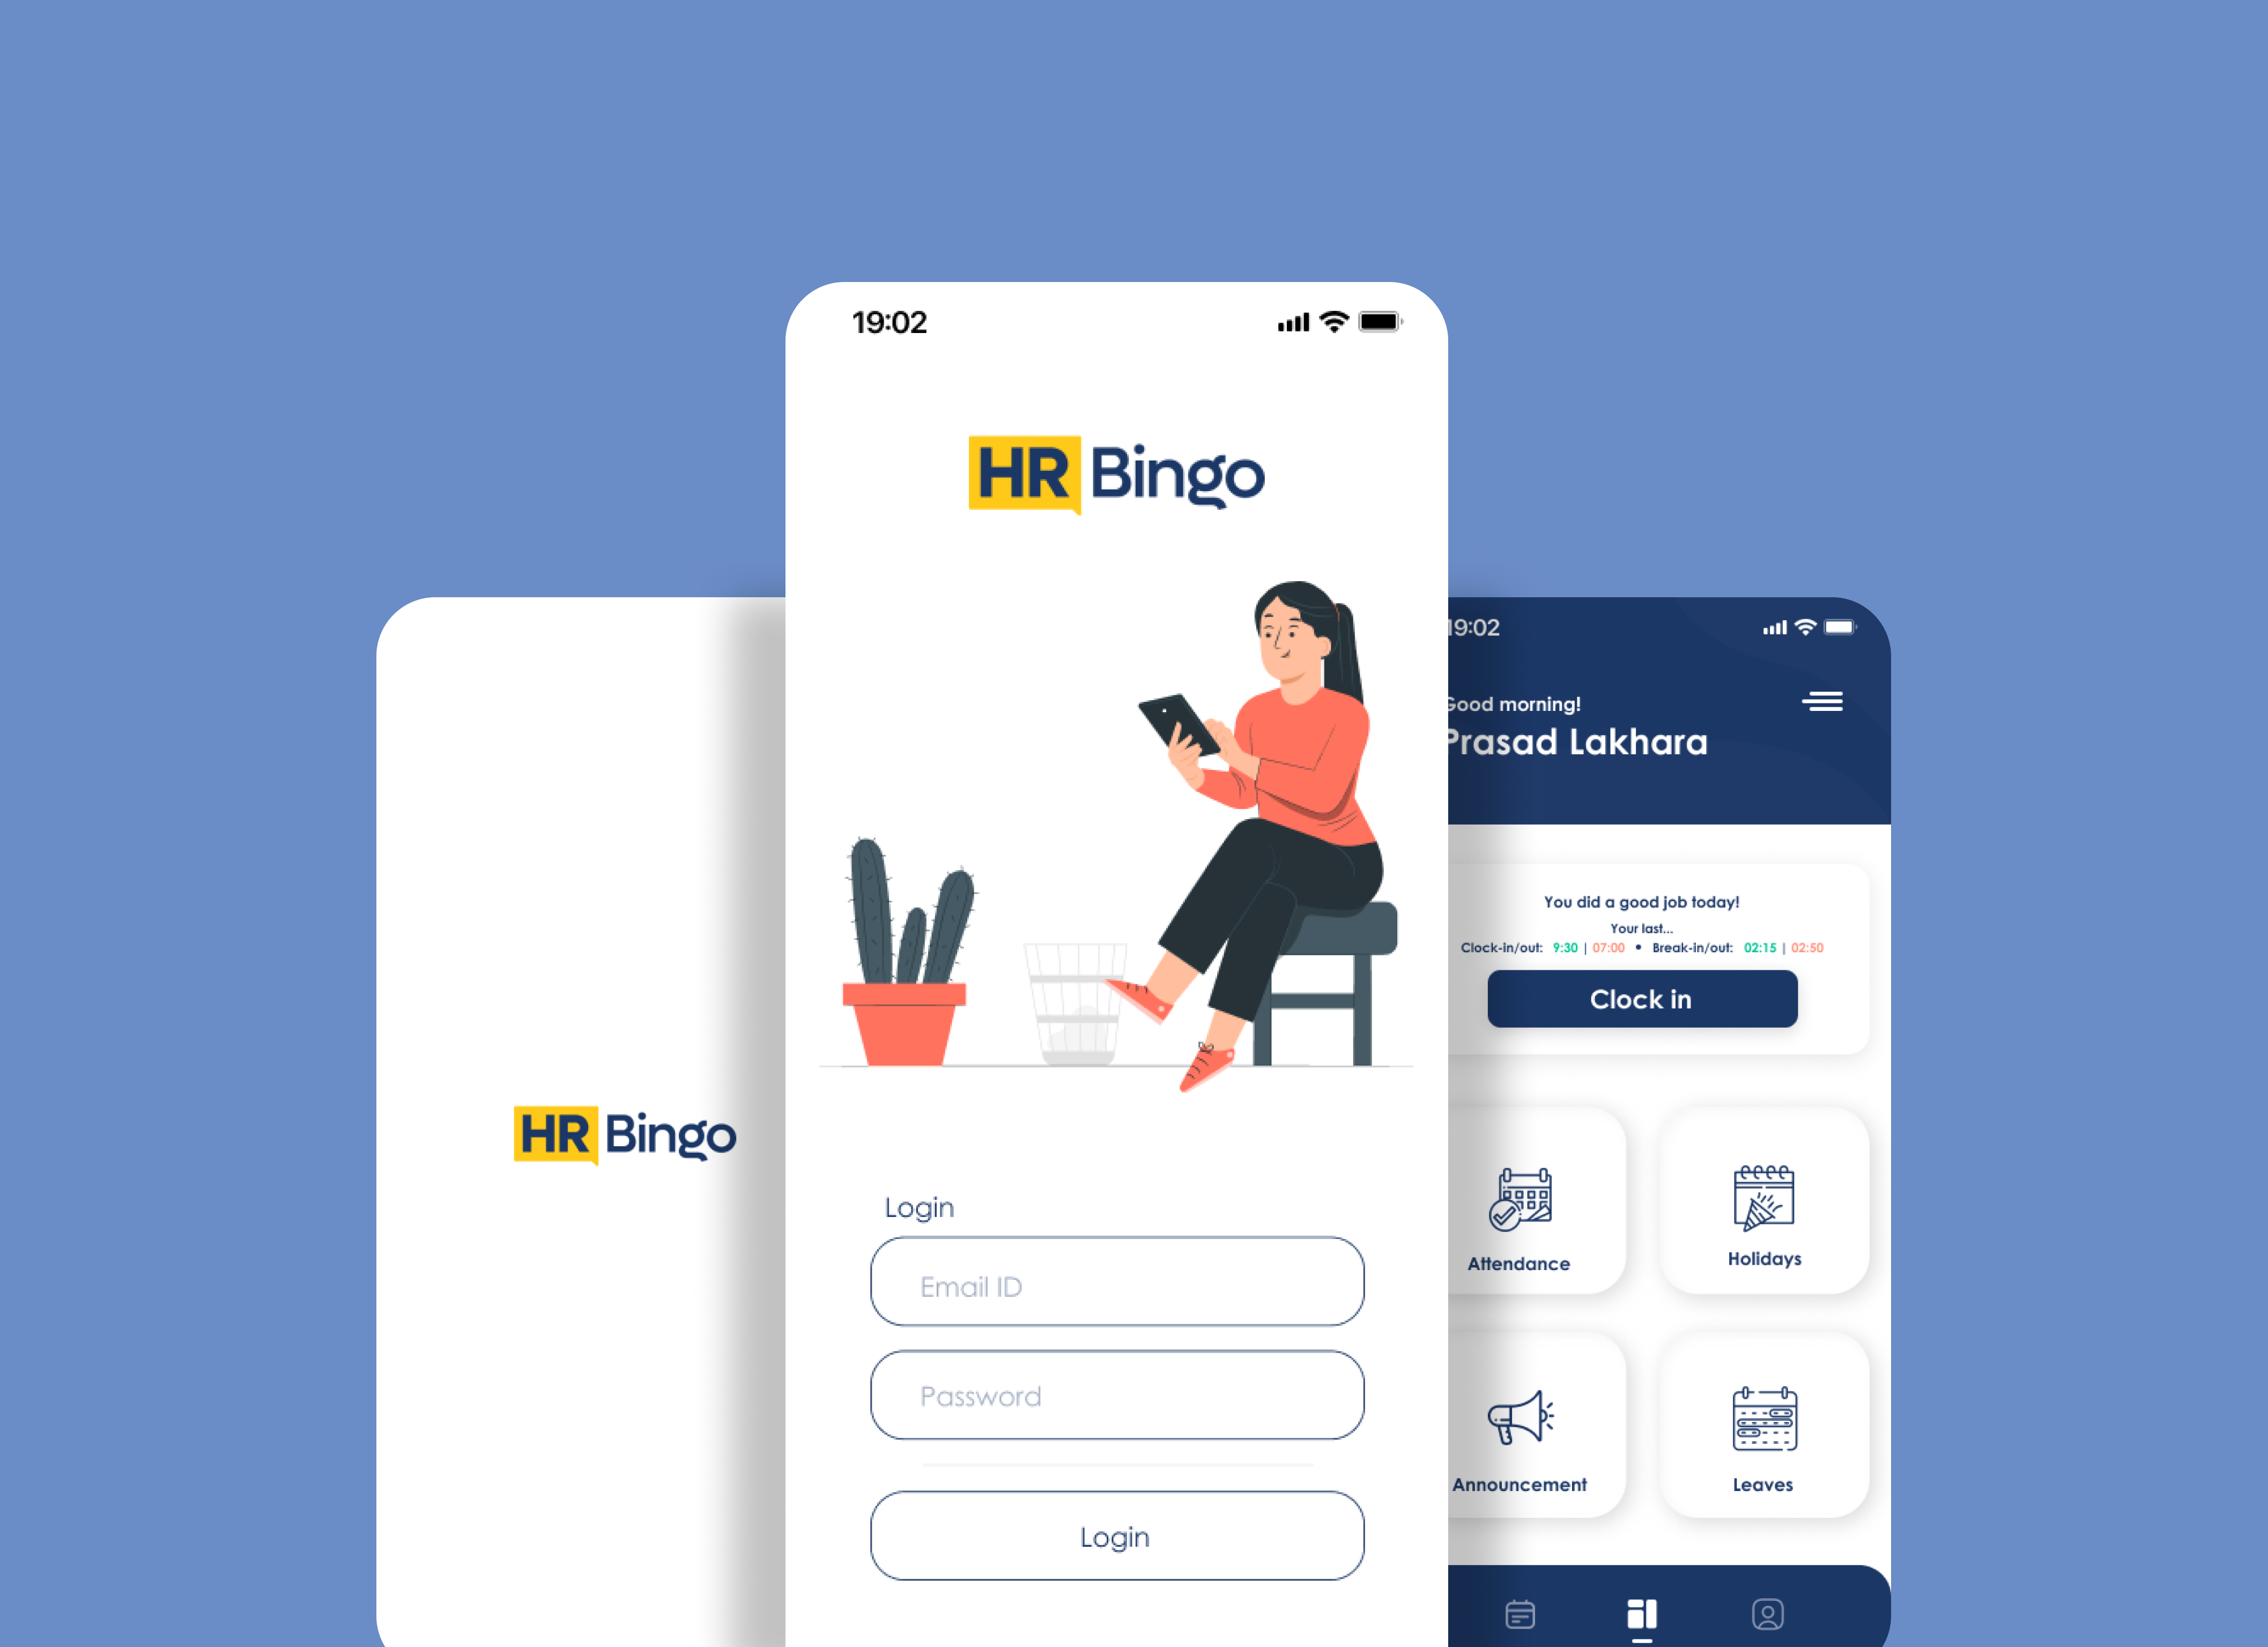 HR Bingo
19:02
HR Bingo
Login
Email ID
Password
Login
19:02
Good morning!
Prasad Lakhara
You did a good job today!
Your last...
Clock-in/out: 9:30 | 07:00 • Break-in/out: 02:15 | 02:50
Clock in
Attendance
Holidays
Announcement
Leaves